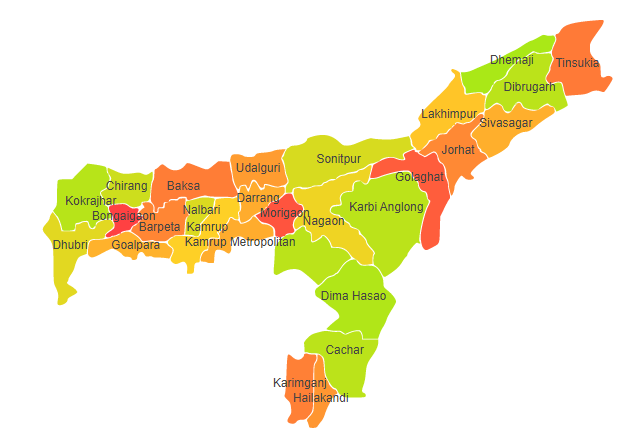 Dhemaji
Tinsukia
Dibrugarh
Lakhimpur
Sivasagar
Jorhat
Sonitpur
Udalguri
Golaghat
Chirang
Baksa
Kokrajhar
Darrang
Karbi Anglong
Nalbari
Morigaon
Bongaigaon
Nagaon
Barpeta
Kamrup
Dhubri
Goalpara
Kamrup Metropolitan
Dima Hasao
Cachar
Karimganj
Hailakandi